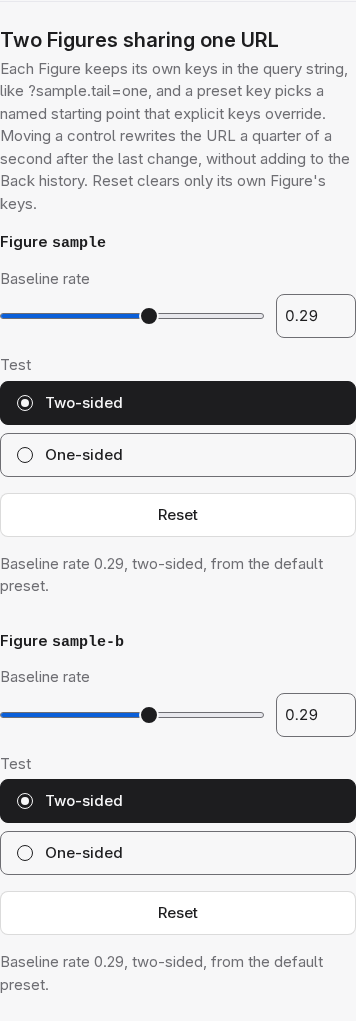 Two Figures sharing one URL
Each Figure keeps its own keys in the query string,
like ?sample.tail=one, and a preset key picks a
named starting point that explicit keys override.
Moving a control rewrites the URL a quarter of a
second after the last change, without adding to the
Back history. Reset clears only its own Figure's
keys.
Figure sample
Baseline rate
0.29
Test
Two-sided
One-sided
Reset
Baseline rate 0.29, two-sided, from the default
preset.
Figure sample-b
Baseline rate
0.29
Test
Two-sided
One-sided
Reset
Baseline rate 0.29, two-sided, from the default
preset.